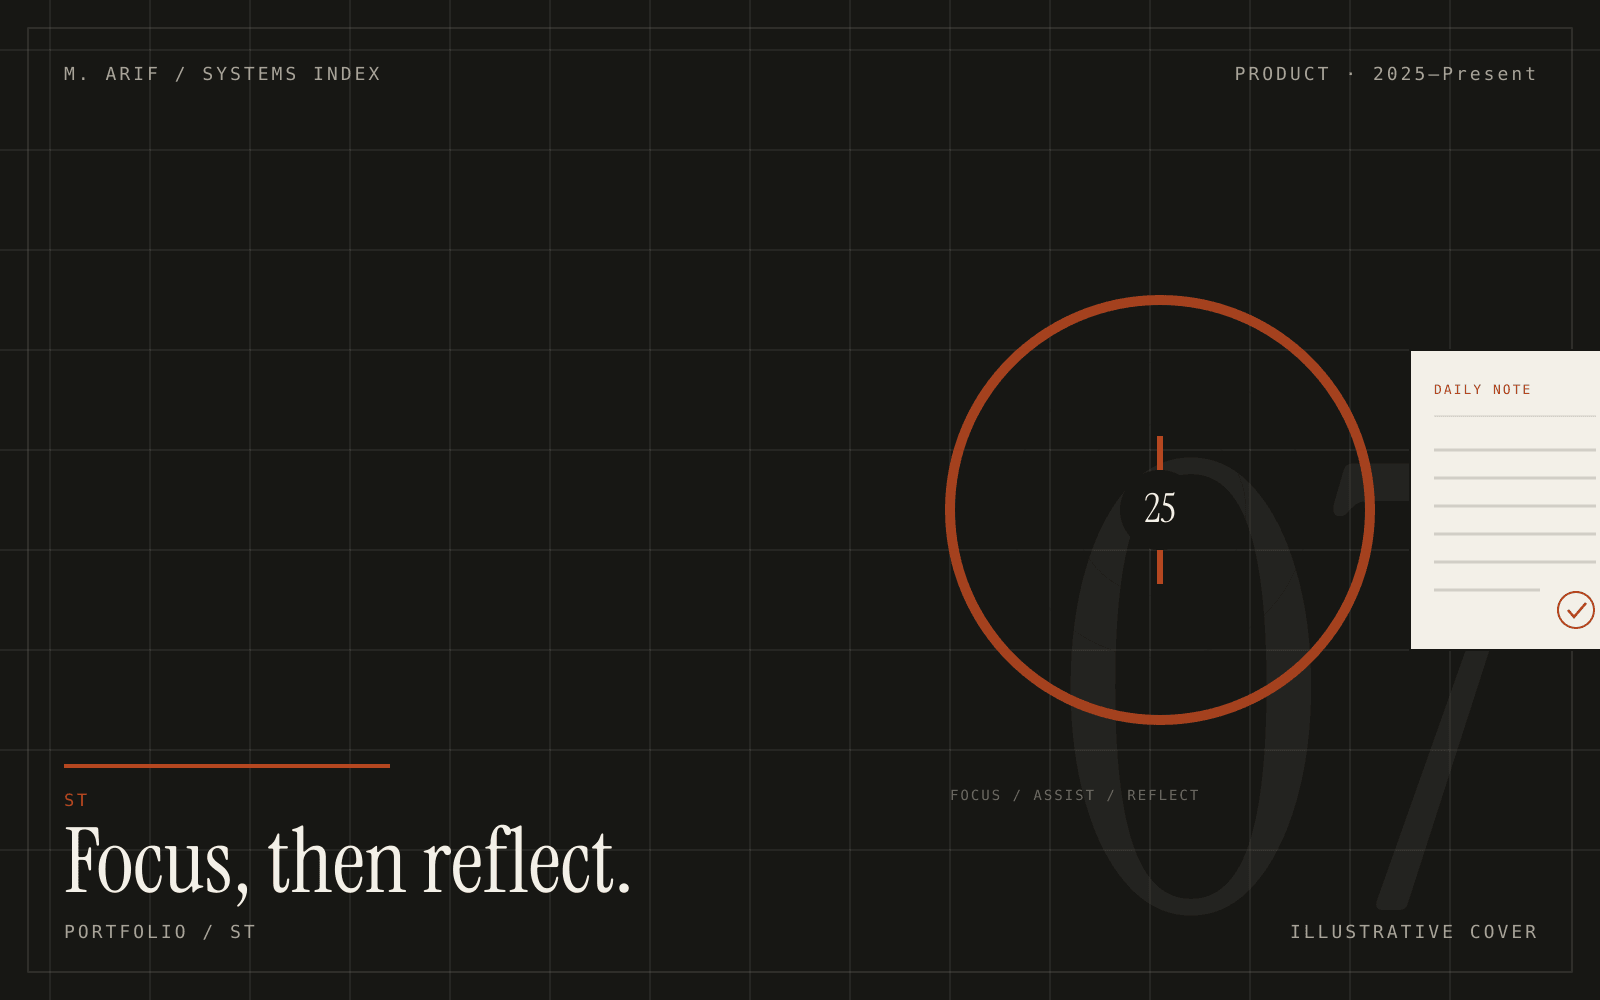 M. ARIF / SYSTEMS INDEX
PRODUCT · 2025—Present
25
DAILY NOTE
07
FOCUS / ASSIST / REFLECT
ST
Focus, then reflect.
PORTFOLIO / ST
ILLUSTRATIVE COVER